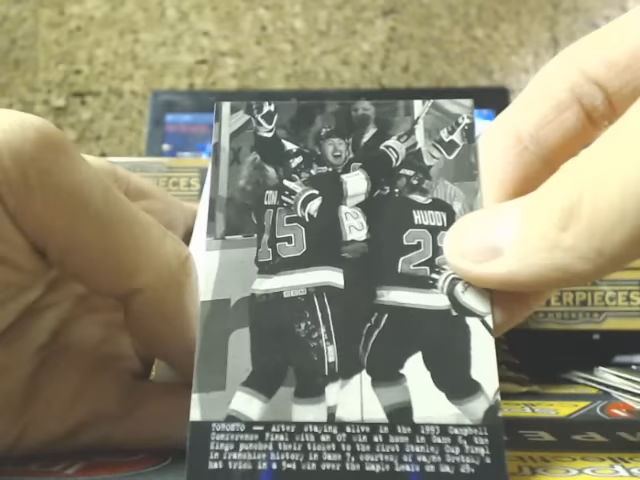 PIECES
CON
15
22
HUDDY
22
ERPIECES
HOCKEY
TORONTO — After staying alive in the 1993 Campbell
Conference Final with an OT win at home in Game 6, the
Kings punched their ticket to the first Stanley Cup Final
in franchise history in Game 7, courtesy of Wayne Gretzky's
hat trick in a 5-4 win over the Maple Leafs on May 29.